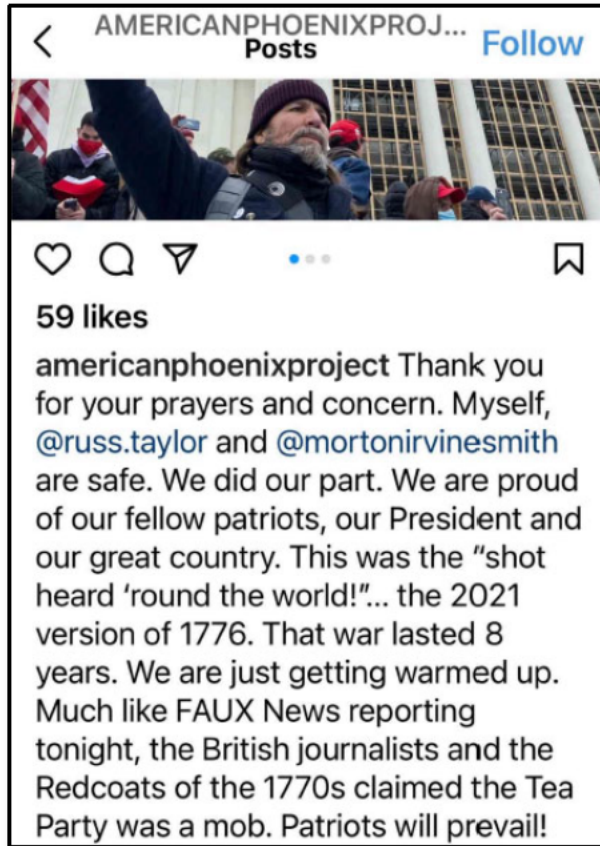 AMERICANPHOENIXPROJ...
Posts
Follow
59 likes
americanphoenixproject Thank you
for your prayers and concern. Myself,
@russ.taylor and @mortonirvinesmith
are safe. We did our part. We are proud
of our fellow patriots, our President and
our great country. This was the "shot
heard 'round the world!"... the 2021
version of 1776. That war lasted 8
years. We are just getting warmed up.
Much like FAUX News reporting
tonight, the British journalists and the
Redcoats of the 1770s claimed the Tea
Party was a mob. Patriots will prevail!